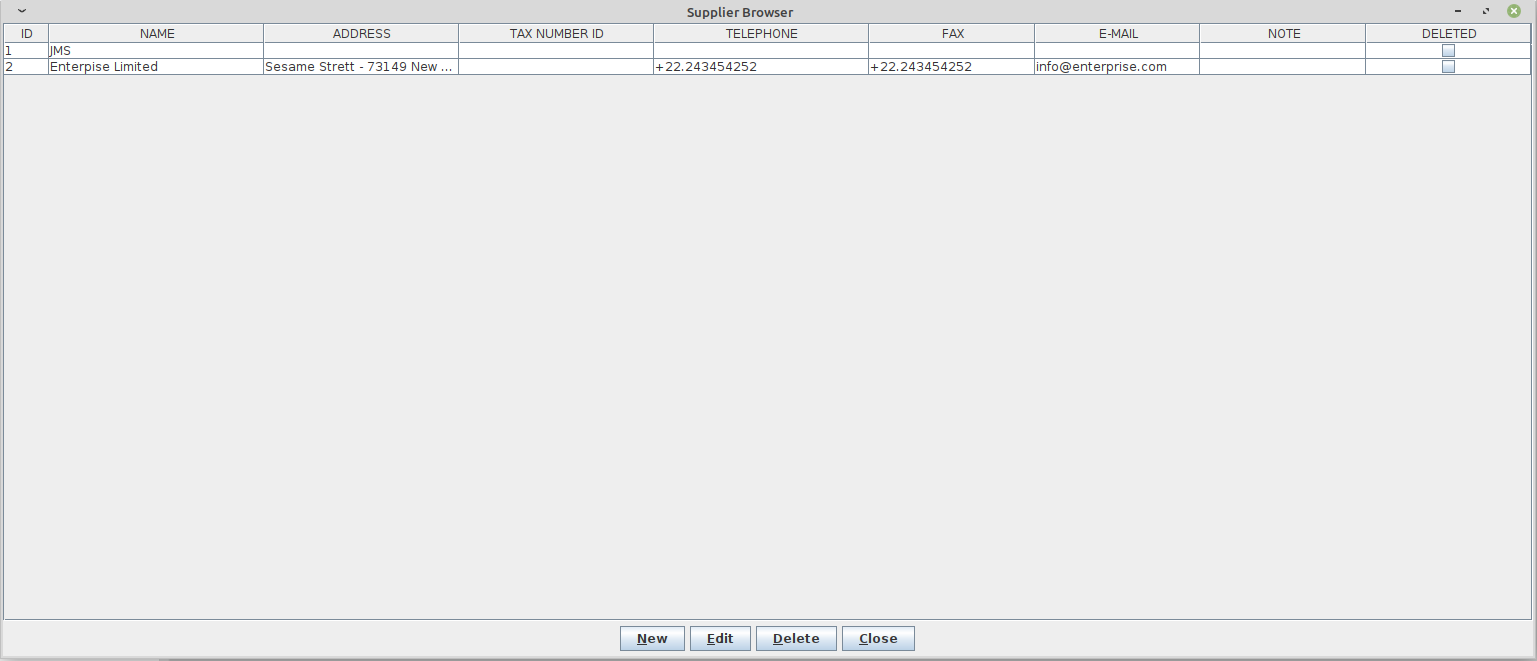 Supplier Browser
ID NAME ADDRESS TAX NUMBER ID TELEPHONE FAX E-MAIL NOTE DELETED
1 JMS
2 Enterpise Limited Sesame Strett - 73149 New ... +22.243454252 +22.243454252 info@enterprise.com
New Edit Delete Close